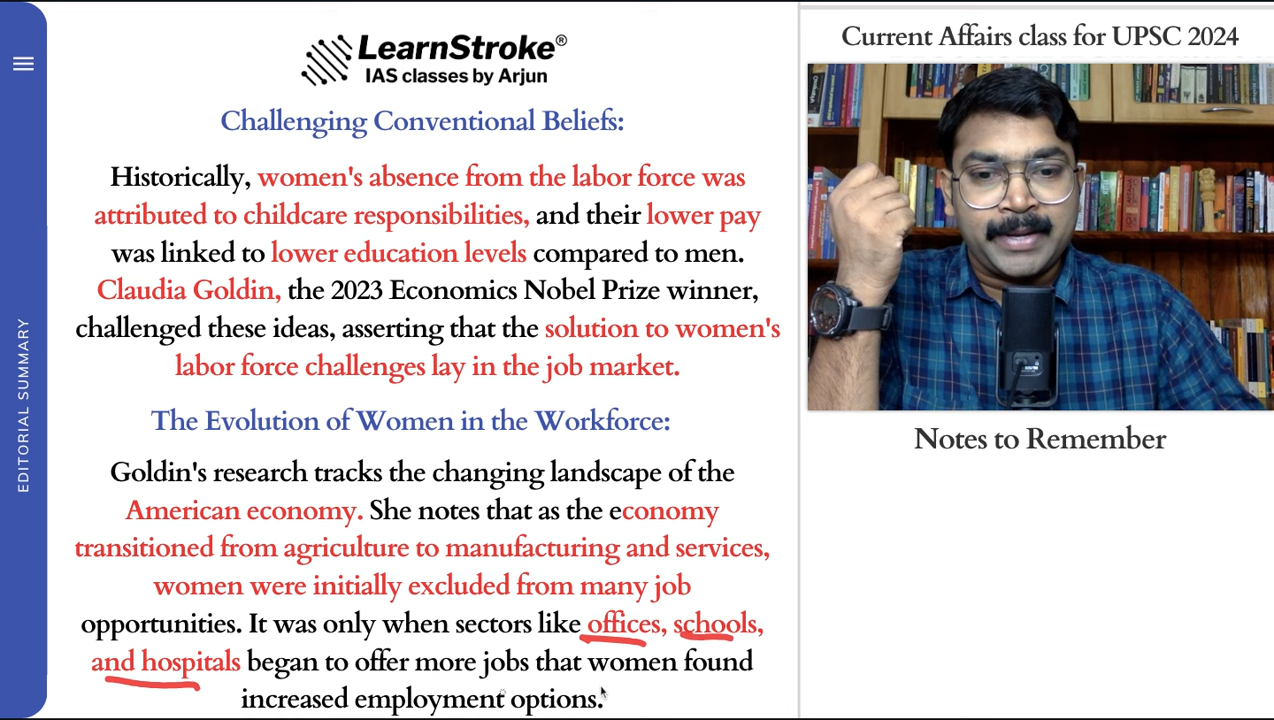 LearnStroke®
IAS classes by Arjun
Challenging Conventional Beliefs:
Historically, women's absence from the labor force was
attributed to childcare responsibilities, and their lower pay
was linked to lower education levels compared to men.
Claudia Goldin, the 2023 Economics Nobel Prize winner,
challenged these ideas, asserting that the solution to women's
labor force challenges lay in the job market.
The Evolution of Women in the Workforce:
Goldin's research tracks the changing landscape of the
American economy. She notes that as the economy
transitioned from agriculture to manufacturing and services,
women were initially excluded from many job
opportunities. It was only when sectors like offices, schools,
and hospitals began to offer more jobs that women found
increased employment options.
EDITORIAL SUMMARY
Current Affairs class for UPSC 2024
Notes to Remember